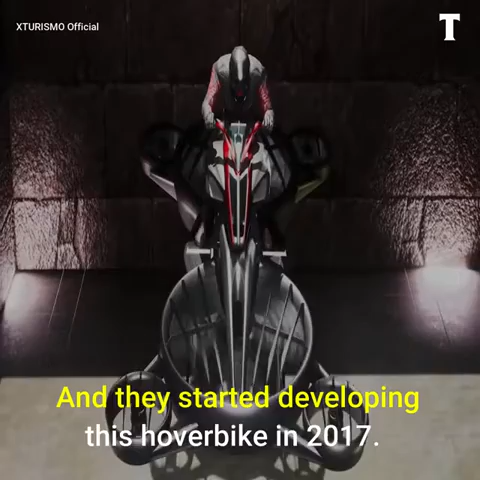 XTURISMO Official
T
And they started developing
this hoverbike in 2017.